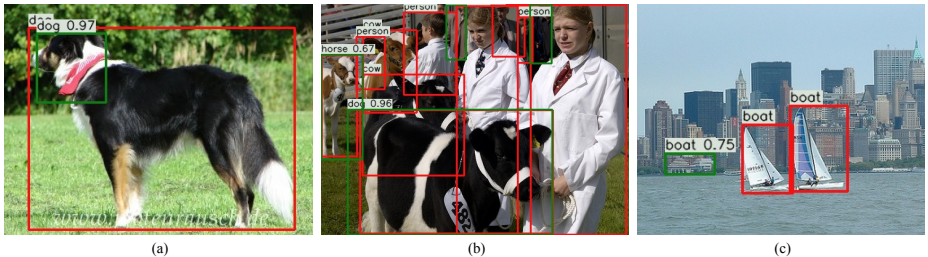 dog 0.97
person
cow
person
horse 0.67
cow
dog 0.96
person
boat
boat
boat 0.75
(a)
(b)
(c)